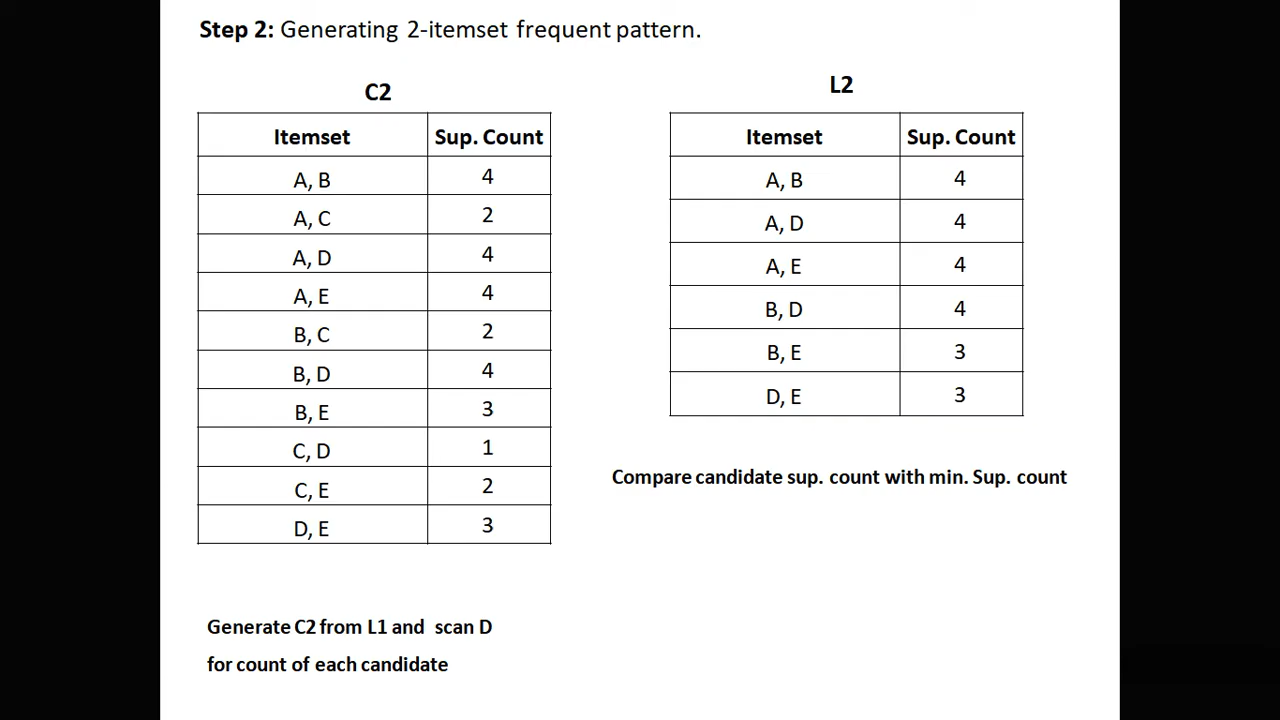 Step 2: Generating 2-itemset frequent pattern.
C2
Itemset Sup. Count
A, B 4
A, C 2
A, D 4
A, E 4
B, C 2
B, D 4
B, E 3
C, D 1
C, E 2
D, E 3
Generate C2 from L1 and scan D
for count of each candidate
L2
Itemset Sup. Count
A, B 4
A, D 4
A, E 4
B, D 4
B, E 3
D, E 3
Compare candidate sup. count with min. Sup. count